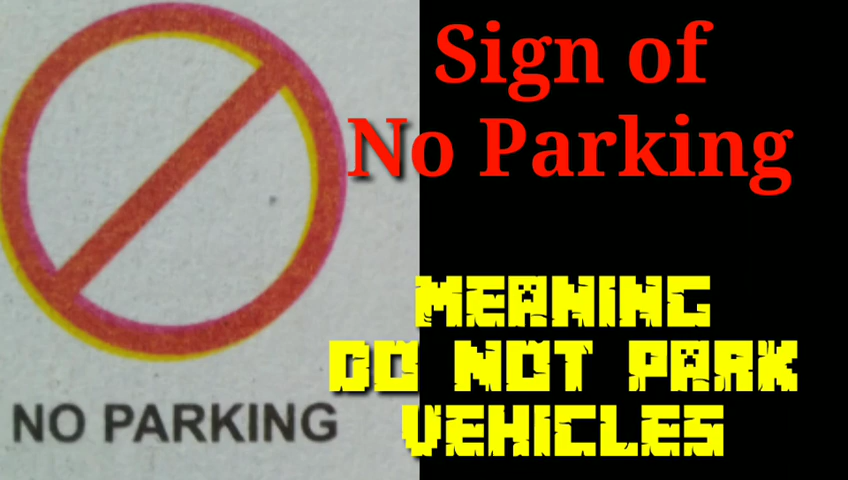 Sign of
No Parking
MEANING
DO NOT PARK
VEHICLES
NO PARKING